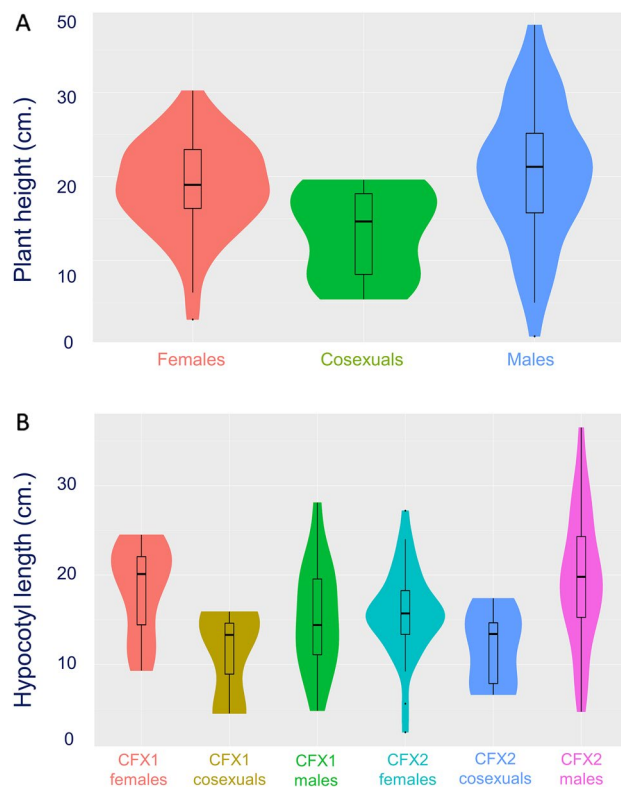 A
Plant height (cm.)
50
30
20
10
0
Females Cosexuals Males
B
Hypocotyl length (cm.)
30
20
10
0
CFX1 CFX1 CFX1 CFX2 CFX2 CFX2
females cosexuals males females cosexuals males